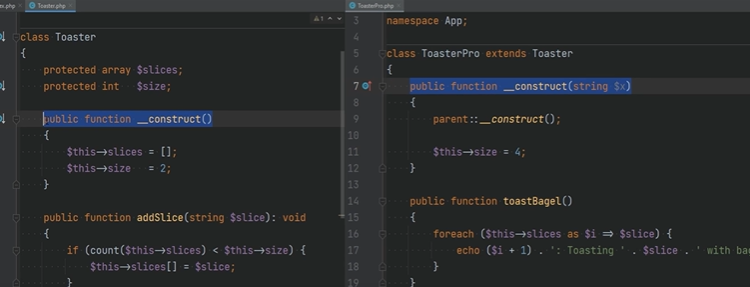 .php × Toaster.php ×
1
class Toaster
{
protected array $slices;
protected int $size;
public function __construct()
{
$this->slices = [];
$this->size = 2;
}
public function addSlice(string $slice): void
{
if (count($this->slices) < $this->size) {
$this->slices[] = $slice;
}
ToasterPro.php ×
3 namespace App;
4
5 class ToasterPro extends Toaster
6 {
7 public function __construct(string $x)
8 {
9 parent::__construct();
10
11 $this->size = 4;
12 }
13
14 public function toastBagel()
15 {
16 foreach ($this->slices as $i => $slice) {
17 echo ($i + 1) . ': Toasting ' . $slice . ' with ba
18 }
19 }